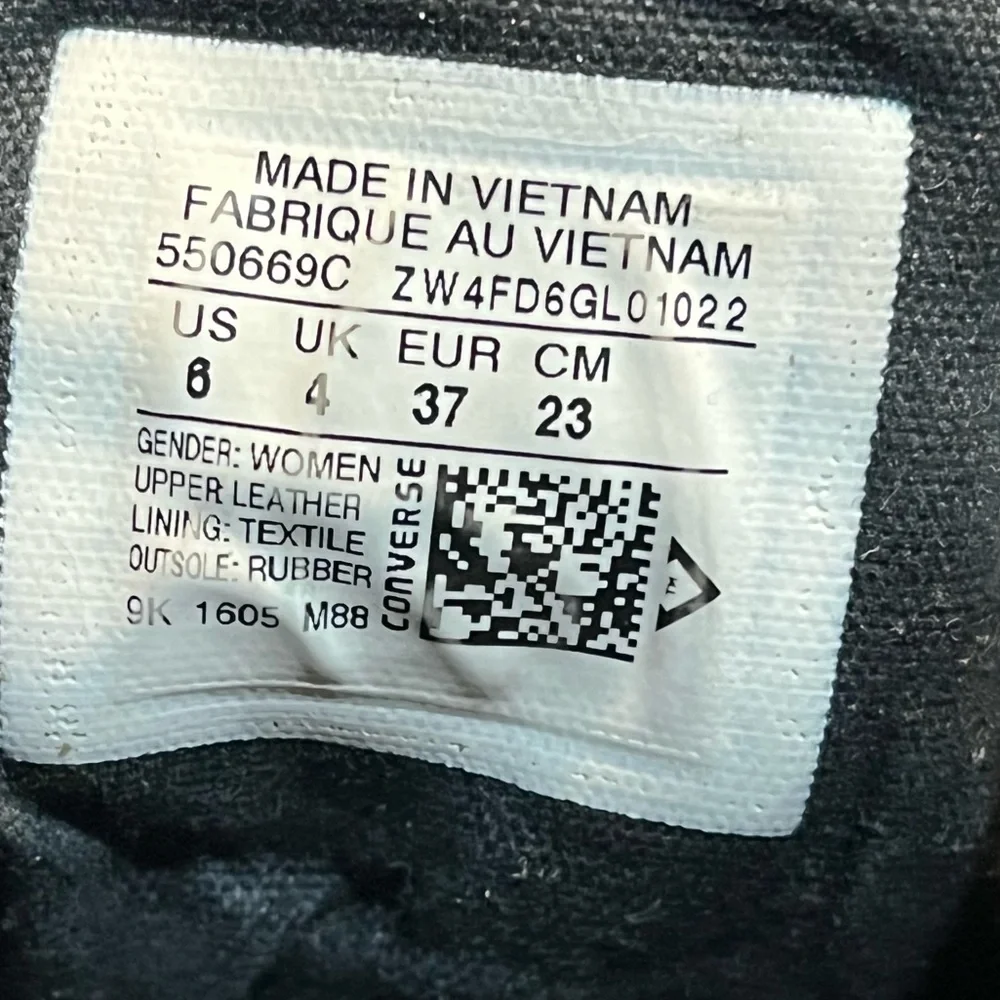 MADE IN VIETNAM
FABRIQUE AU VIETNAM
550669C ZW4FD6GL01022
US UK EUR CM
6 4 37 23
GENDER: WOMEN
UPPER LEATHER
LINING: TEXTILE
OUTSOLE: RUBBER
9K 1605 M88
CONVERSE
TM